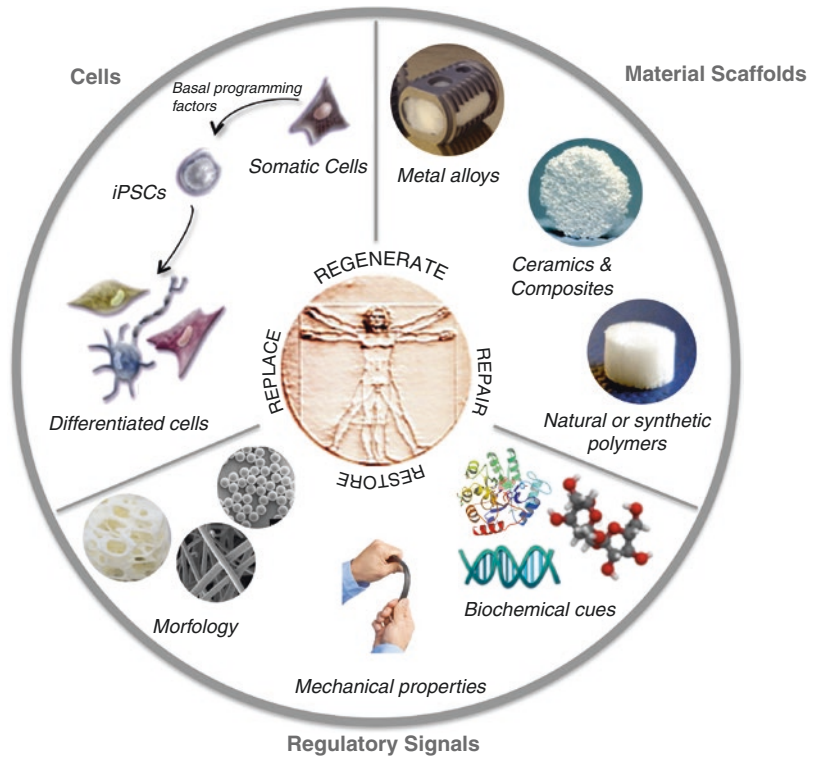 Cells
Material Scaffolds
Basal programming
factors
Somatic Cells
iPSCs
Differentiated cells
Metal alloys
Ceramics &
Composites
Natural or synthetic
polymers
REGENERATE
REPLACE
REPAIR
RESTORE
Morfology
Mechanical properties
Biochemical cues
Regulatory Signals